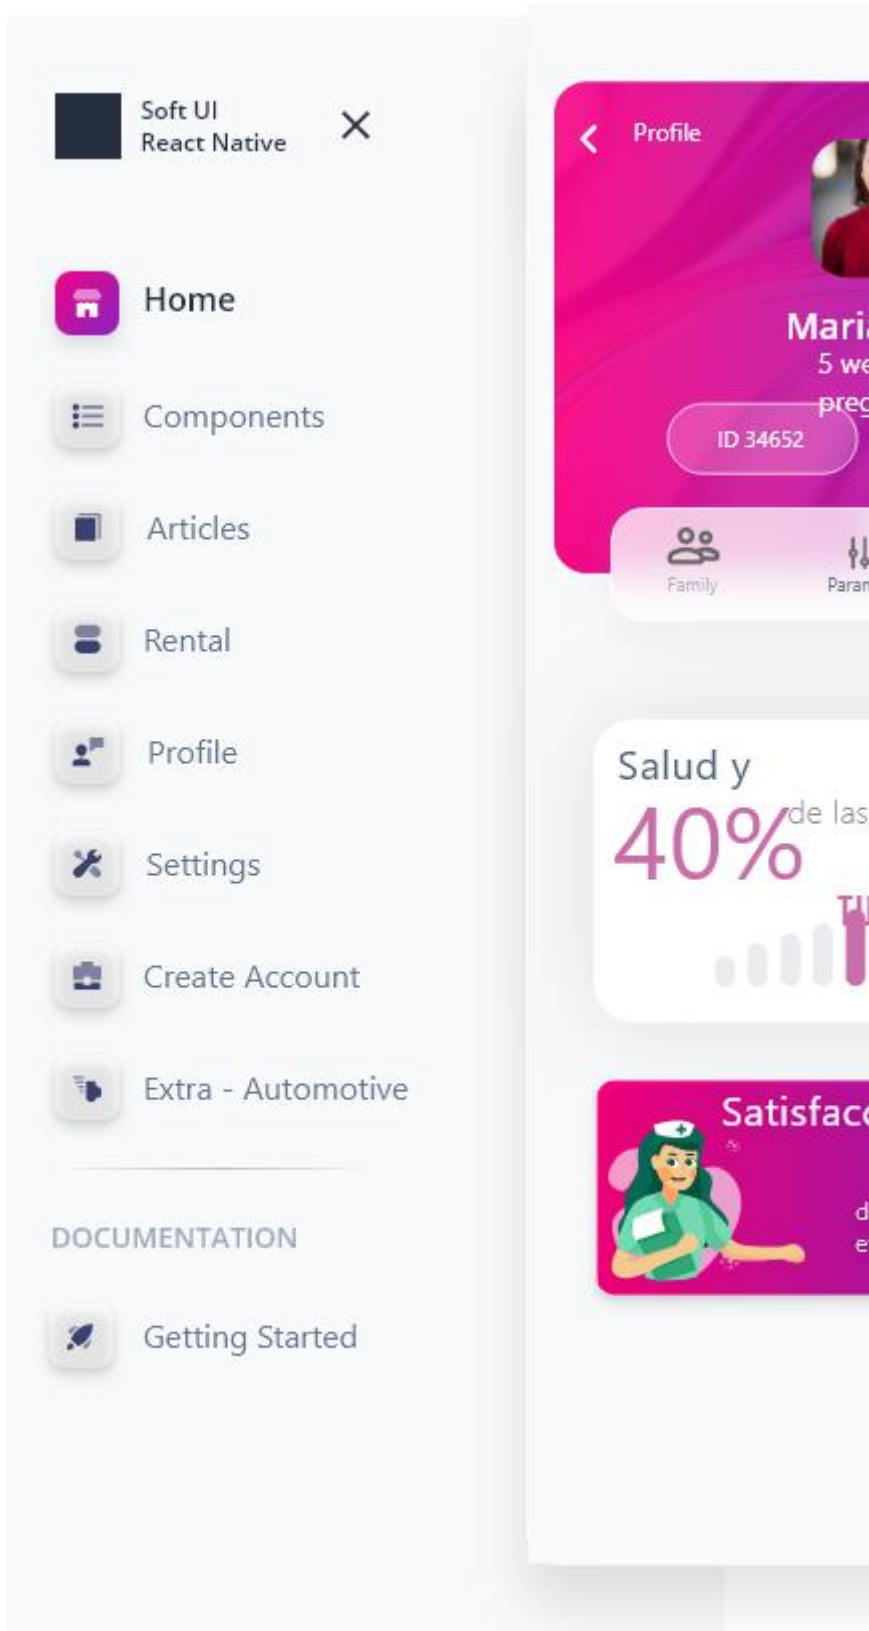 Soft UI
React Native
Home
Components
Articles
Rental
Profile
Settings
Create Account
Extra - Automotive
DOCUMENTATION
Getting Started
Profile
5
ID 34652
Family
Salud y
40%
de las